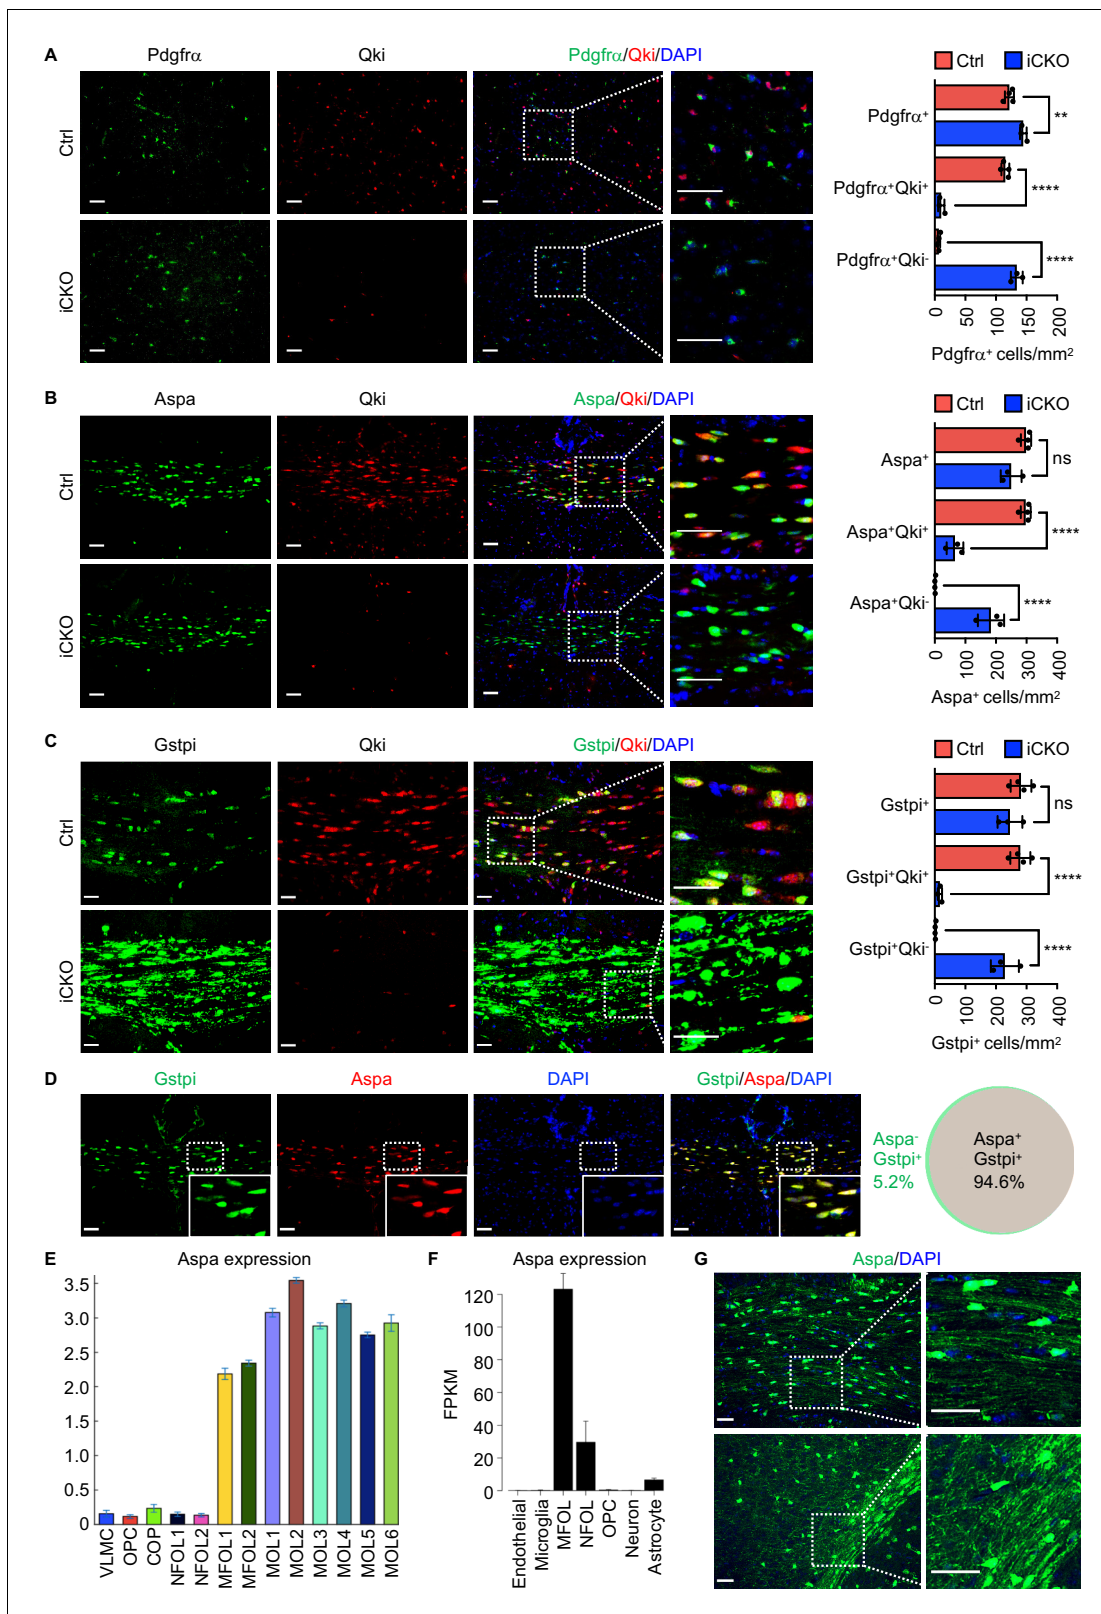 A
Pdgfrα
Qki
Pdgfrα/Qki/DAPI
Ctrl
iCKO
Ctrl
iCKO
Pdgfrα⁺
**
Pdgfrα⁺Qki⁺
****
Pdgfrα⁺Qki⁻
****
0
50
100
150
200
Pdgfrα⁺ cells/mm²
B
Aspa
Qki
Aspa/Qki/DAPI
Ctrl
iCKO
Ctrl
iCKO
Aspa⁺
ns
Aspa⁺Qki⁺
****
Aspa⁺Qki⁻
****
0
100
200
300
400
Aspa⁺ cells/mm²
C
Gstpi
Qki
Gstpi/Qki/DAPI
Ctrl
iCKO
Ctrl
iCKO
Gstpi⁺
ns
Gstpi⁺Qki⁺
****
Gstpi⁺Qki⁻
****
0
100
200
300
400
Gstpi⁺ cells/mm²
D
Gstpi
Aspa
DAPI
Gstpi/Aspa/DAPI
Aspa⁻
Gstpi⁺
5.2%
Aspa⁺
Gstpi⁺
94.6%
E
Aspa expression
3.5
3.0
2.5
2.0
1.5
1.0
0.5
0
VLMC
OPC
COP
NFOL1
NFOL2
MFOL1
MFOL2
MOL1
MOL2
MOL3
MOL4
MOL5
MOL6
F
Aspa expression
FPKM
120
100
80
60
40
20
0
Endothelial
Microglia
MFOL
NFOL
OPC
Neuron
Astrocyte
G
Aspa/DAPI